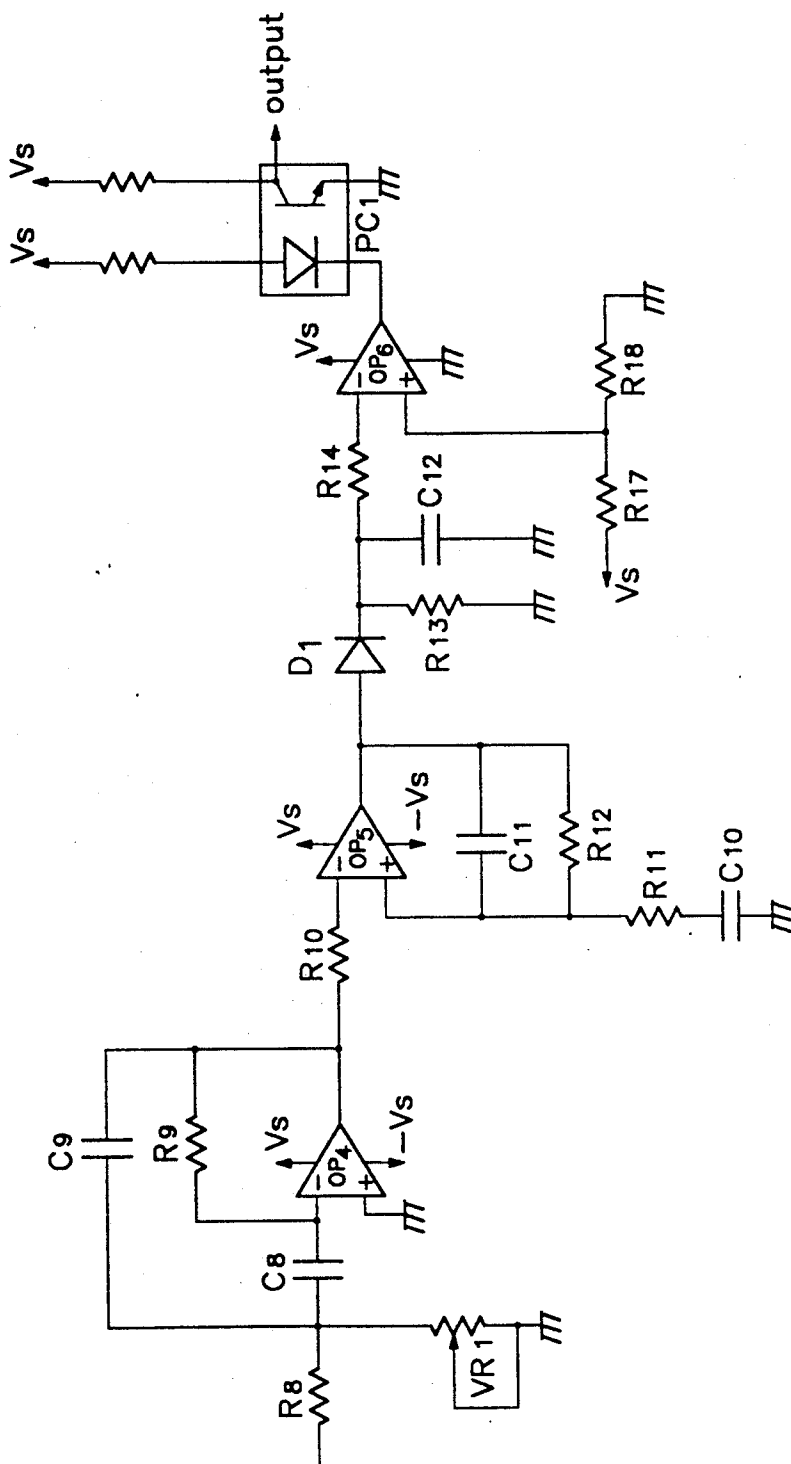 C9
R9
Vs
OP4
−
+
−Vs
C8
R8
VR1
R10
Vs
OP5
−
+
−Vs
C11
R12
R11
C10
D1
R13
C12
R14
Vs
OP6
−
+
R17
R18
Vs
Vs
Vs
PC1
output